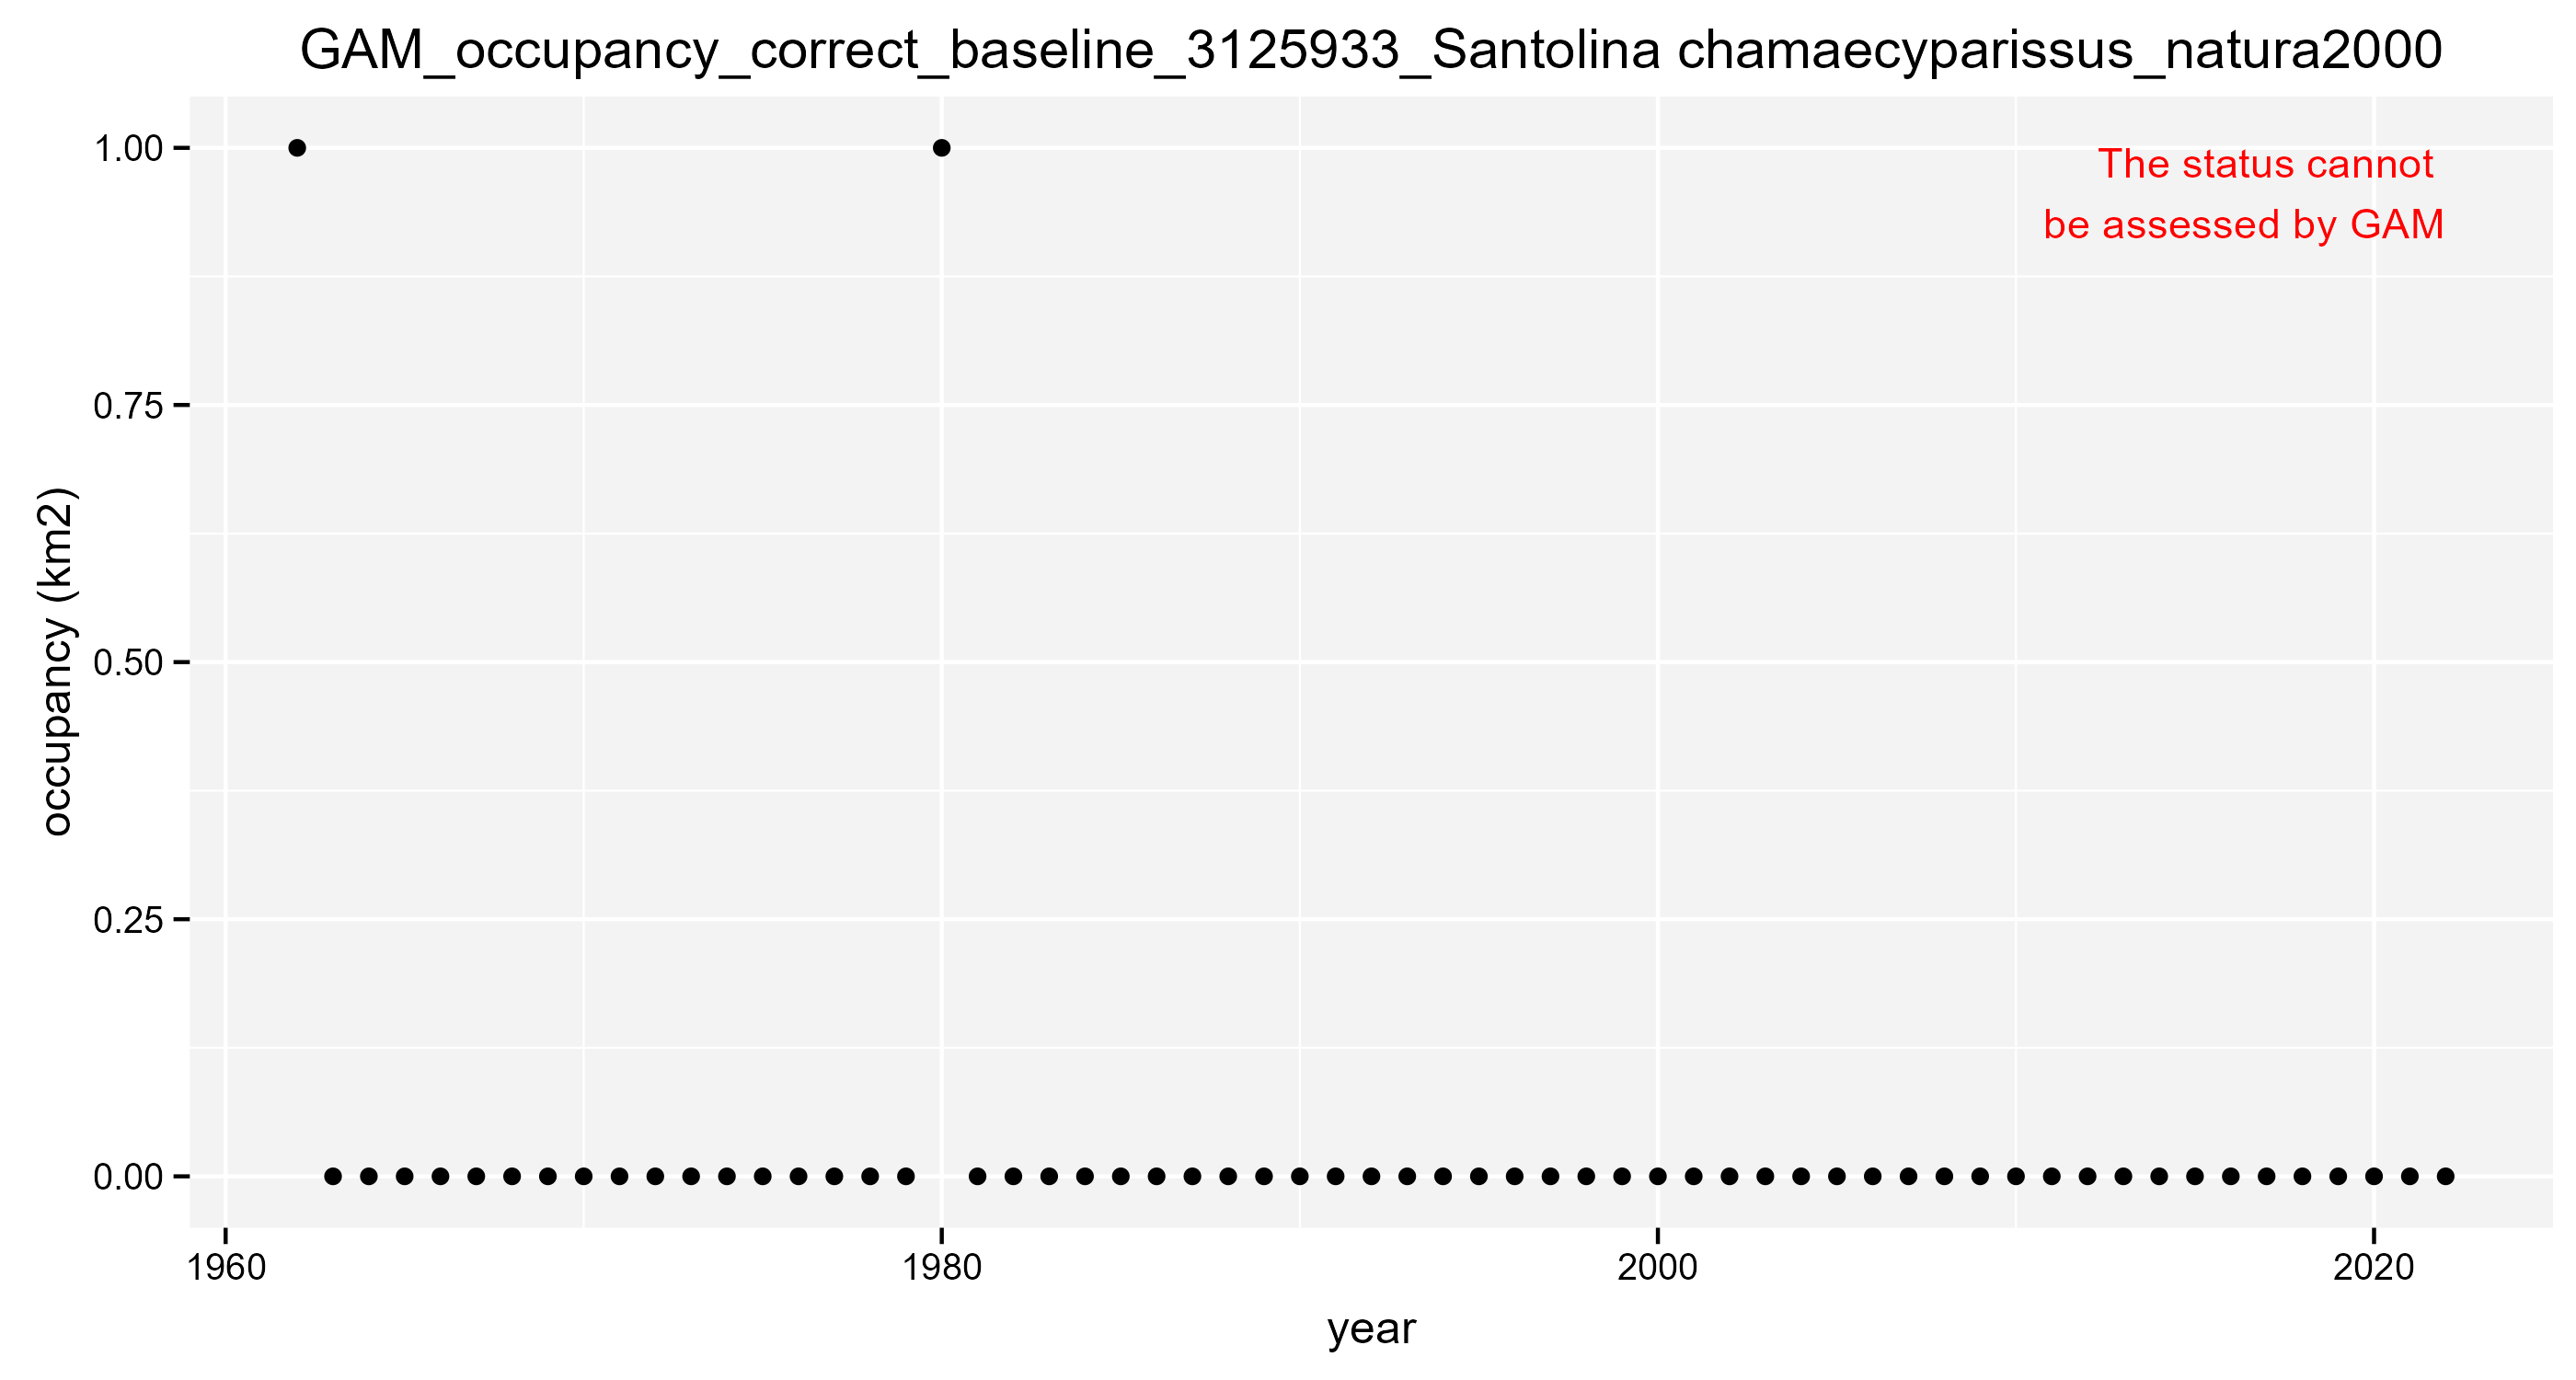 GAM_occupancy_correct_baseline_3125933_Santolina chamaecyparissus_natura2000
1.00
The status cannot
be assessed by GAM
0.75
occupancy (km2)
0.50
0.25
0.00
1960
1980
2000
2020
year